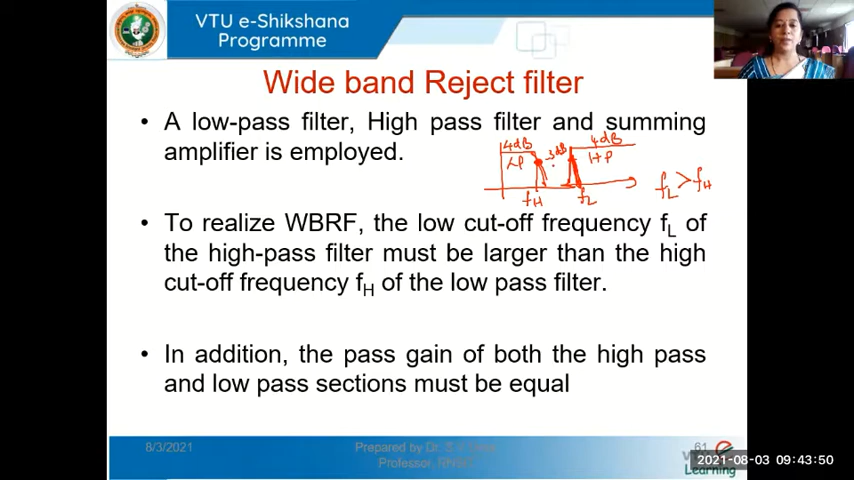 VTU e-Shikshana
Programme
Wide band Reject filter
• A low-pass filter, High pass filter and summing
amplifier is employed.
4dB
LP
-3dB
4dB
HP
fH
fL
fL>fH
• To realize WBRF, the low cut-off frequency fL of
the high-pass filter must be larger than the high
cut-off frequency fH of the low pass filter.
• In addition, the pass gain of both the high pass
and low pass sections must be equal
8/3/2021
Prepared by Dr.
Professor,
61
2021-08-03 09:43:50
Learning